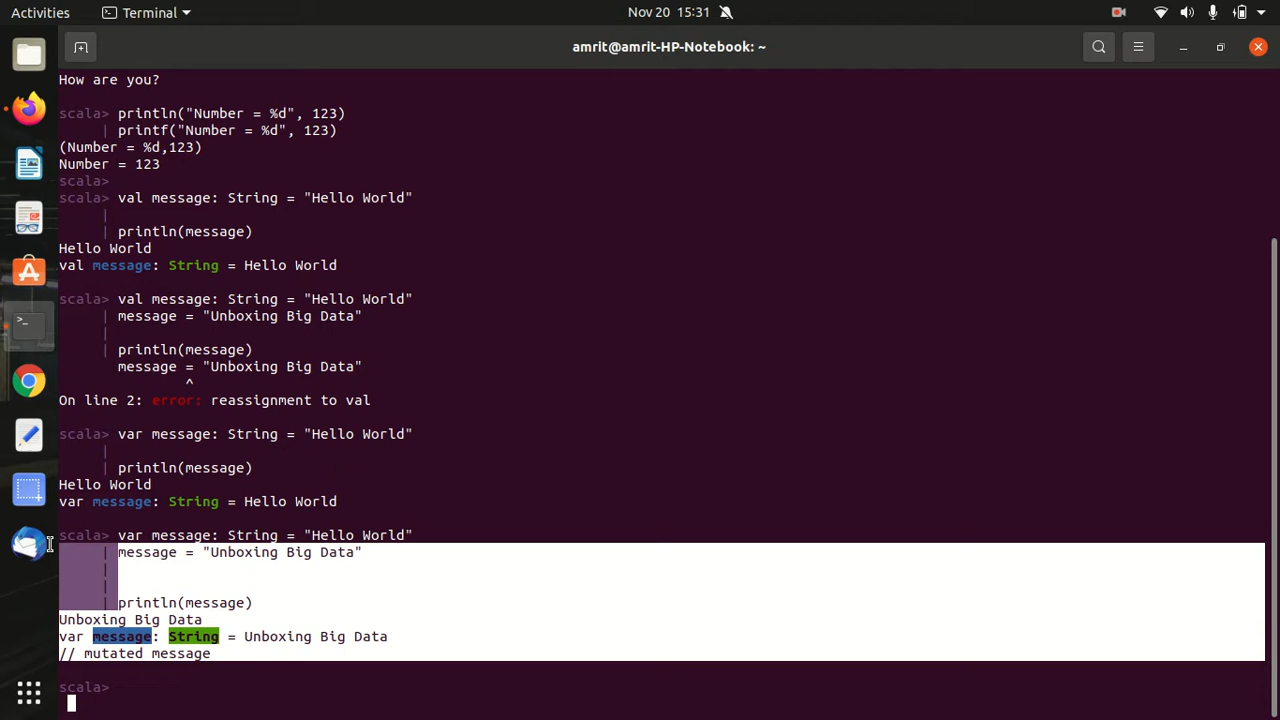 Activities Terminal Nov 20 15:31
amrit@amrit-HP-Notebook: ~
How are you?
scala> println("Number = %d", 123)
| printf("Number = %d", 123)
(Number = %d,123)
Number = 123
scala>
scala> val message: String = "Hello World"
|
| println(message)
Hello World
val message: String = Hello World
scala> val message: String = "Hello World"
| message = "Unboxing Big Data"
|
| println(message)
message = "Unboxing Big Data"
^
On line 2: error: reassignment to val
scala> var message: String = "Hello World"
|
| println(message)
Hello World
var message: String = Hello World
scala> var message: String = "Hello World"
| message = "Unboxing Big Data"
|
|
| println(message)
Unboxing Big Data
var message: String = Unboxing Big Data
// mutated message
scala>